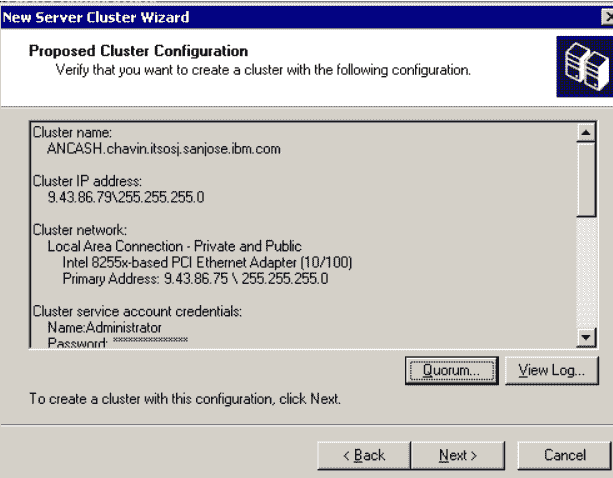 New Server Cluster Wizard
Proposed Cluster Configuration
Verify that you want to create a cluster with the following configuration.
Cluster name:
ANCASH.chavin.itsosj.sanjose.ibm.com
Cluster IP address:
9.43.86.79\255.255.255.0
Cluster network:
Local Area Connection - Private and Public
Intel 8255x-based PCI Ethernet Adapter (10/100)
Primary Address: 9.43.86.75 \ 255.255.255.0
Cluster service account credentials:
Name:Administrator
Password: ***************
Quorum...
View Log...
To create a cluster with this configuration, click Next.
< Back
Next >
Cancel